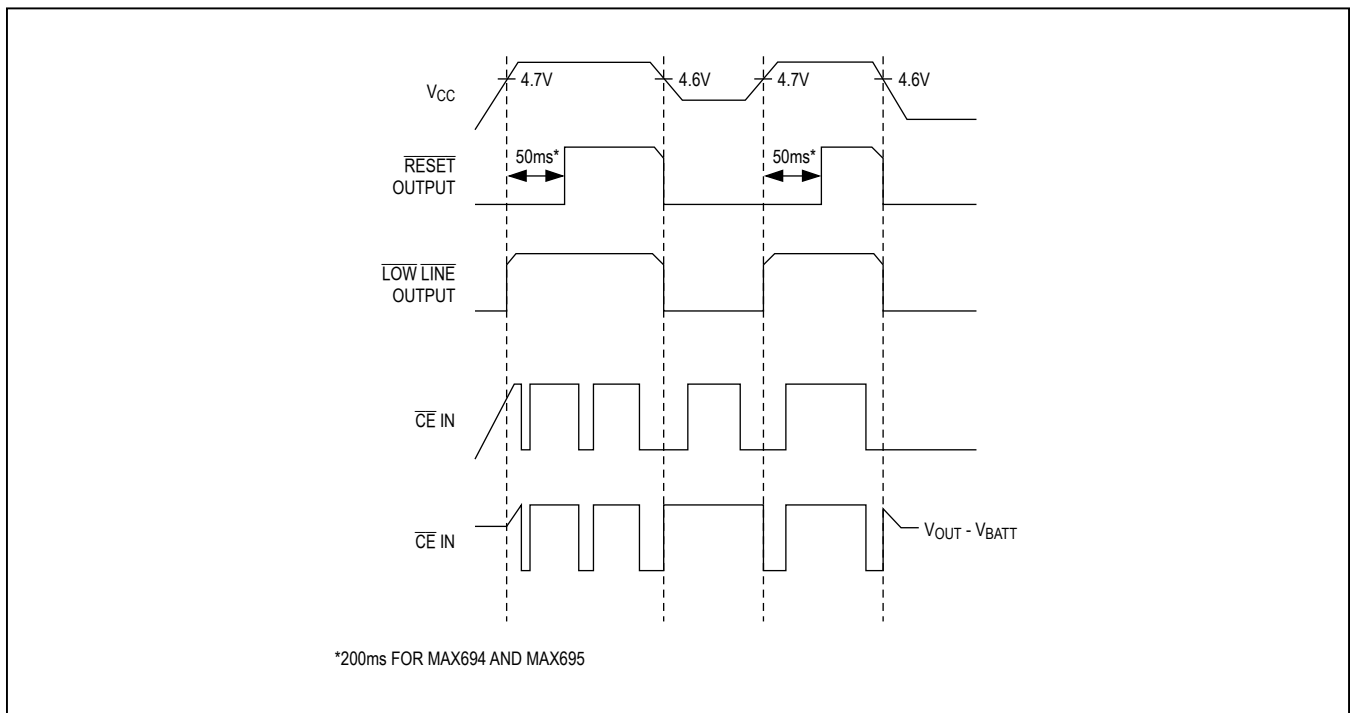 VCC
4.7V
4.6V
4.7V
4.6V
RESET
OUTPUT
50ms*
50ms*
LOW LINE
OUTPUT
CE IN
CE IN
VOUT - VBATT
*200ms FOR MAX694 AND MAX695